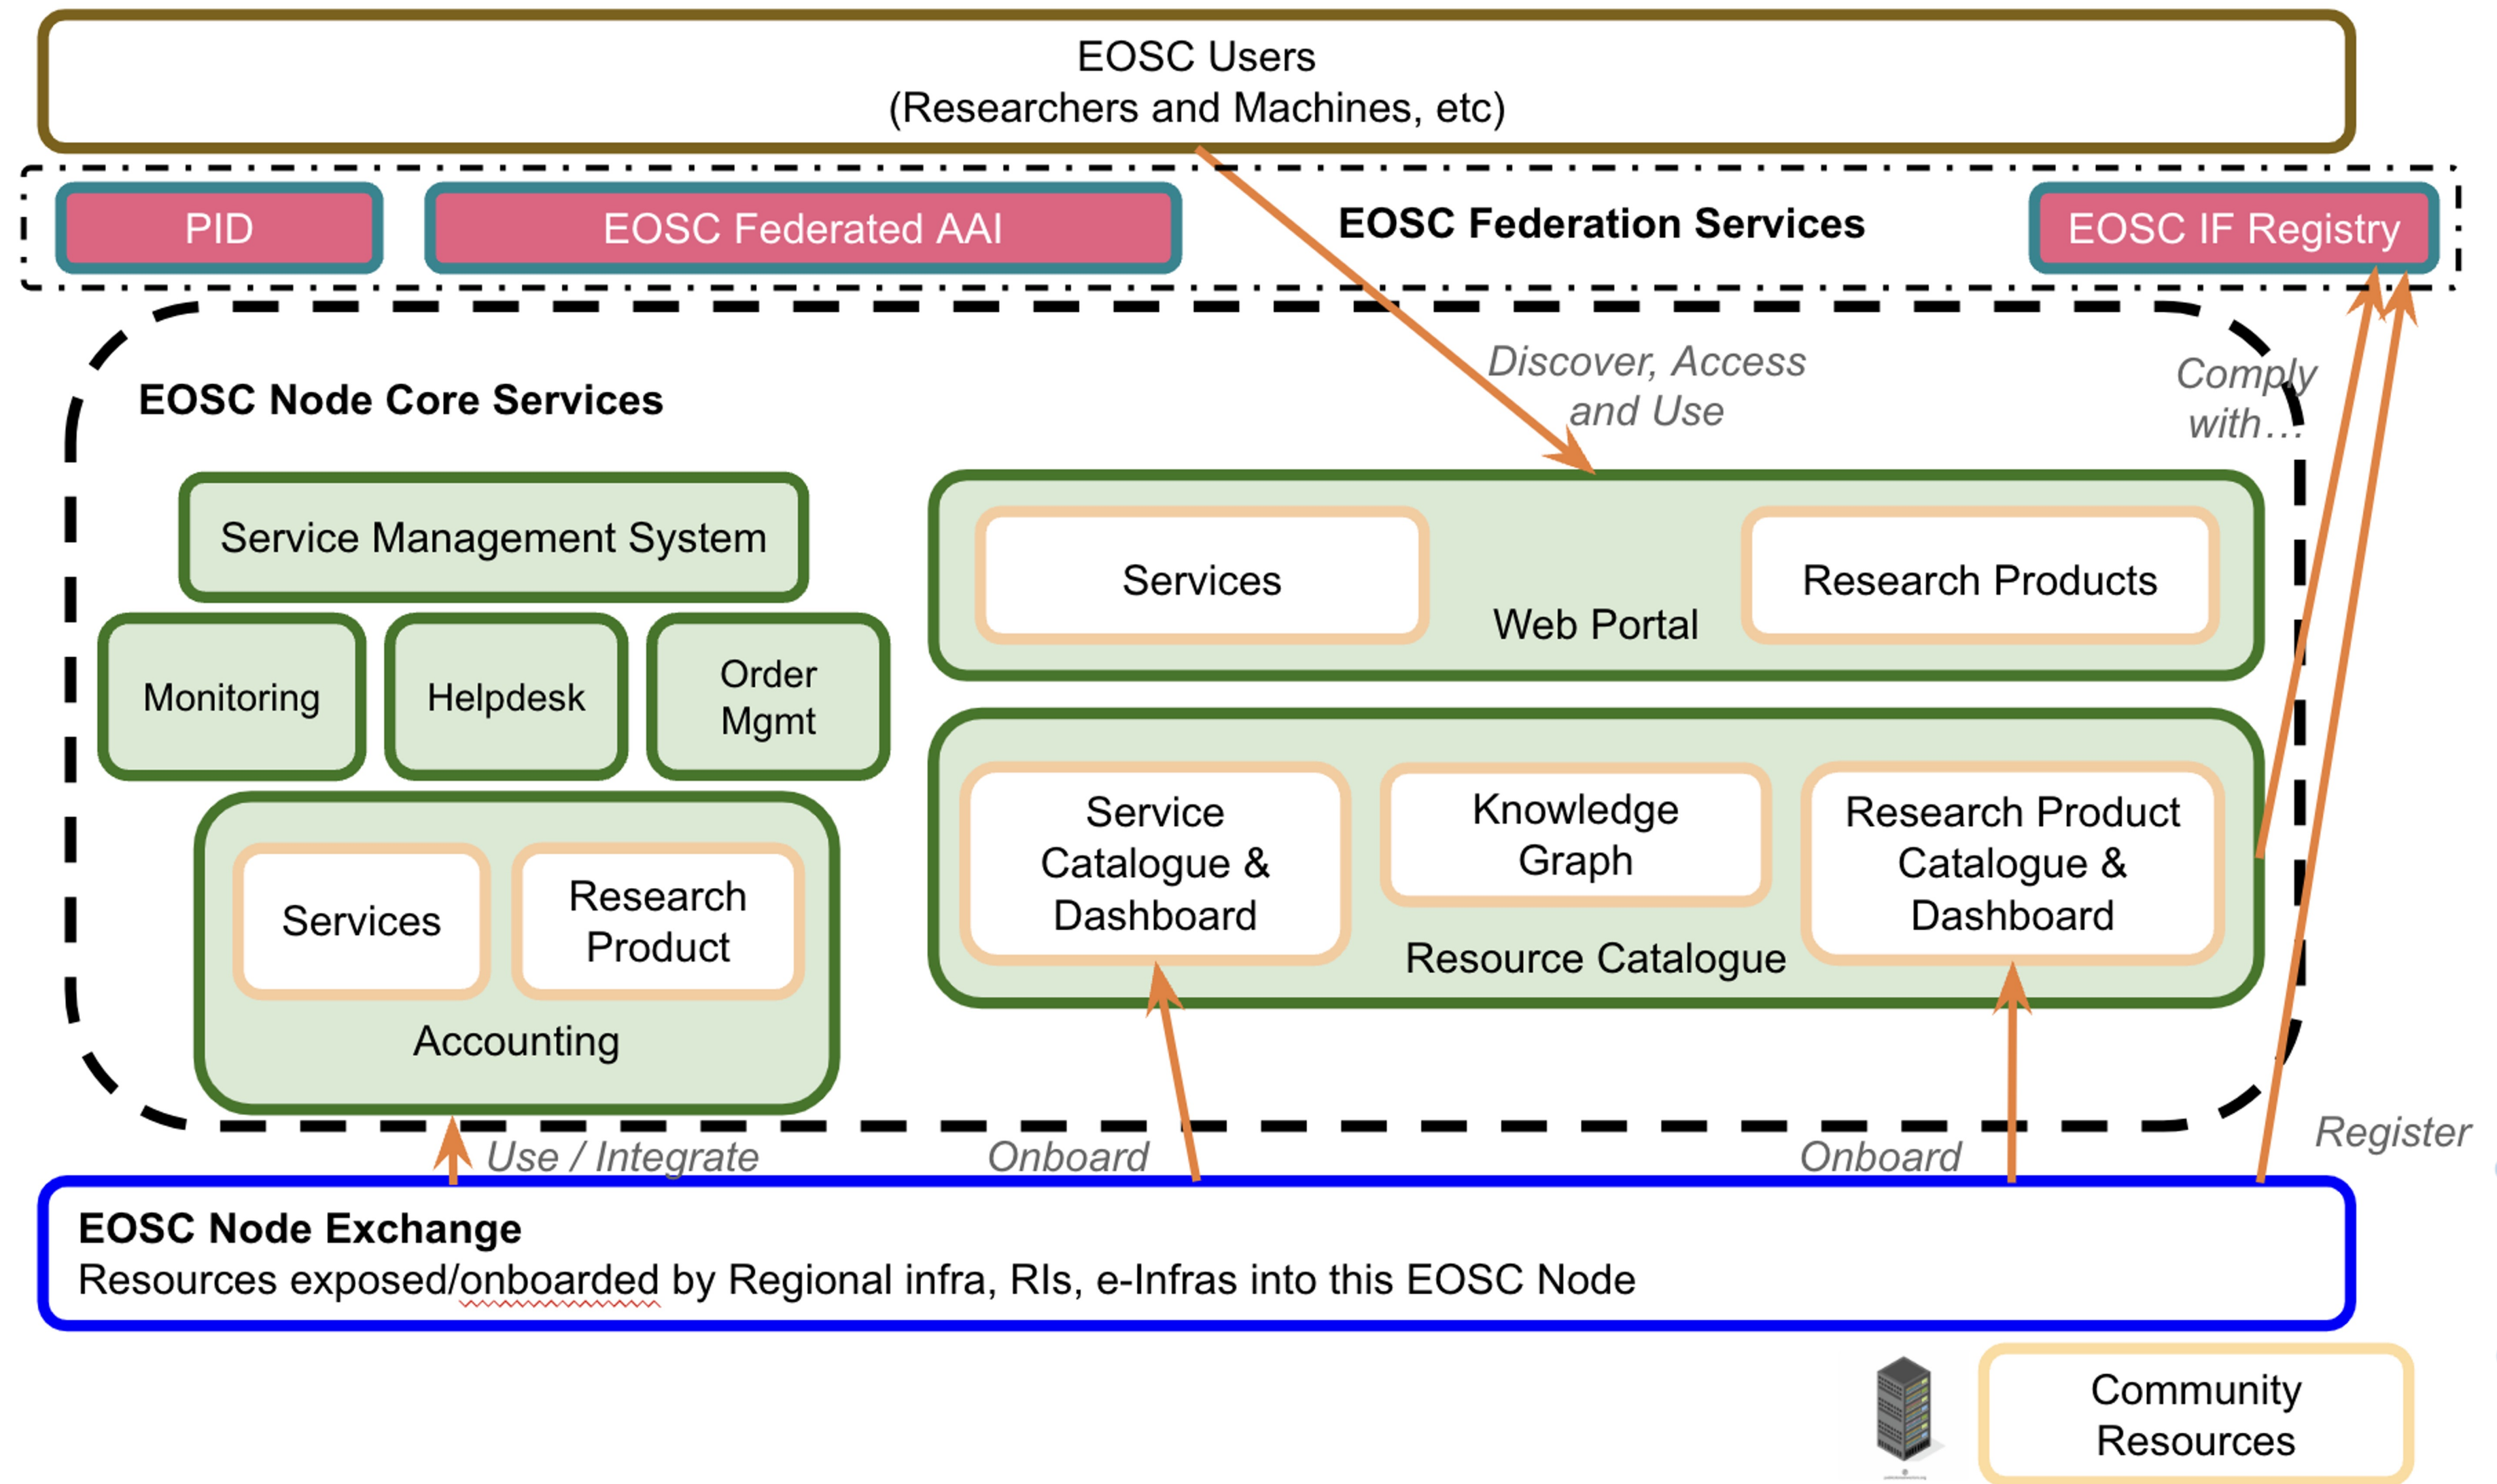 EOSC Users
(Researchers and Machines, etc)
PID
EOSC Federated AAI
EOSC Federation Services
EOSC IF Registry
Discover, Access
and Use
Comply
with...
EOSC Node Core Services
Service Management System
Monitoring
Helpdesk
Order
Mgmt
Services
Research
Product
Accounting
Services
Research Products
Web Portal
Service
Catalogue &
Dashboard
Knowledge
Graph
Research Product
Catalogue &
Dashboard
Resource Catalogue
Use / Integrate
Onboard
Onboard
Register
EOSC Node Exchange
Resources exposed/onboarded by Regional infra, RIs, e-Infras into this EOSC Node
Community
Resources